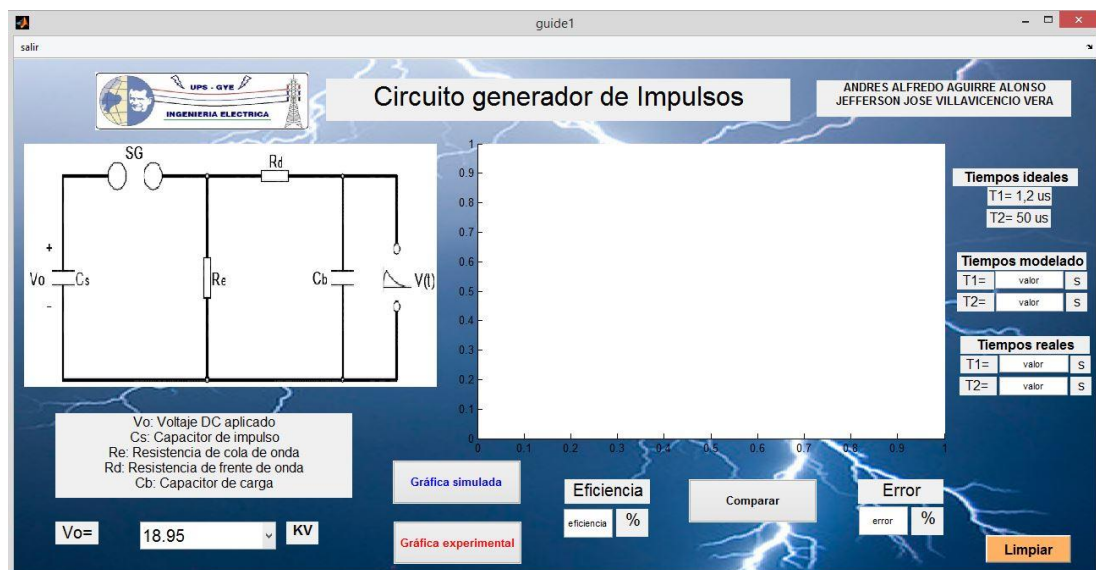 guide1
salir
UPS - GYE
INGENIERIA ELECTRICA
Circuito generador de Impulsos
ANDRES ALFREDO AGUIRRE ALONSO
JEFFERSON JOSE VILLAVICENCIO VERA
SG
Rd
+
Vo
Cs
-
Re
Cb
V(t)
1
0.9
0.8
0.7
0.6
0.5
0.4
0.3
0.2
0.1
0
0
0.1
0.2
0.3
0.4
0.5
0.6
0.7
0.8
0.9
1
Tiempos ideales
T1= 1,2 us
T2= 50 us
Tiempos modelado
T1= valor s
T2= valor s
Tiempos reales
T1= valor s
T2= valor s
Vo: Voltaje DC aplicado
Cs: Capacitor de impulso
Re: Resistencia de cola de onda
Rd: Resistencia de frente de onda
Cb: Capacitor de carga
Vo= 18.95 KV
Gráfica simulada
Gráfica experimental
Eficiencia
eficiencia %
Comparar
Error
error %
Limpiar